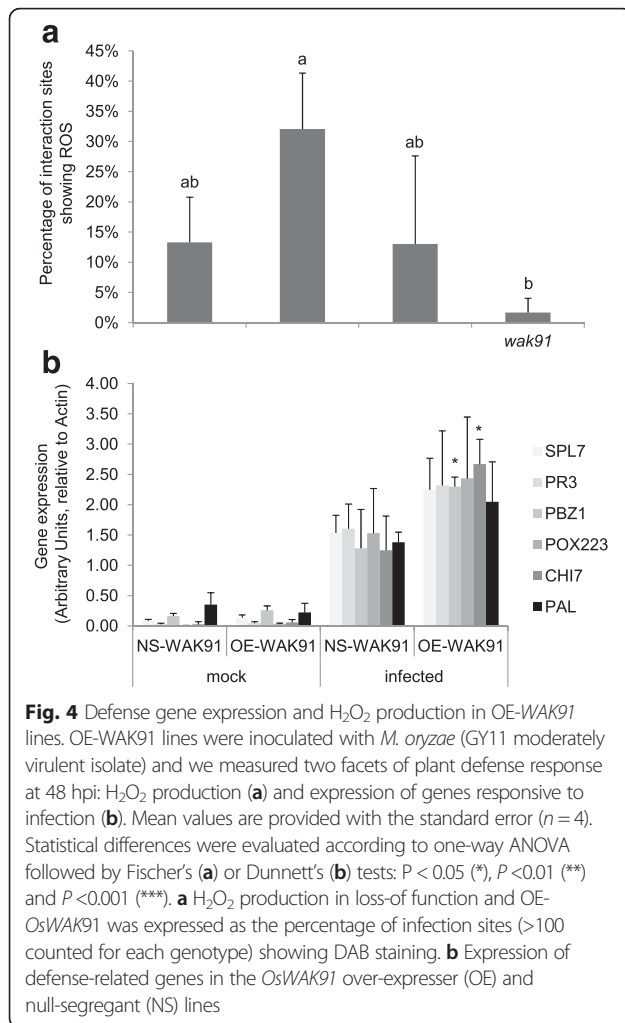 a
45%
40%
35%
30%
25%
20%
15%
10%
5%
0%
Percentage of interaction sites
showing ROS
ab
a
ab
b
wak91
b
4.00
3.50
3.00
2.50
2.00
1.50
1.00
0.50
0.00
Gene expression
(Arbitrary Units, relative to Actin)
*
*
SPL7
PR3
PBZ1
POX223
CHI7
PAL
NS-WAK91 OE-WAK91 NS-WAK91 OE-WAK91
mock infected
Fig. 4 Defense gene expression and H₂O₂ production in OE-WAK91
lines. OE-WAK91 lines were inoculated with M. oryzae (GY11 moderately
virulent isolate) and we measured two facets of plant defense response
at 48 hpi: H₂O₂ production (a) and expression of genes responsive to
infection (b). Mean values are provided with the standard error (n = 4).
Statistical differences were evaluated according to one-way ANOVA
followed by Fischer's (a) or Dunnett's (b) tests: P < 0.05 (*), P <0.01 (**)
and P <0.001 (***). a H₂O₂ production in loss-of function and OE-
OsWAK91 was expressed as the percentage of infection sites (>100
counted for each genotype) showing DAB staining. b Expression of
defense-related genes in the OsWAK91 over-expresser (OE) and
null-segregant (NS) lines